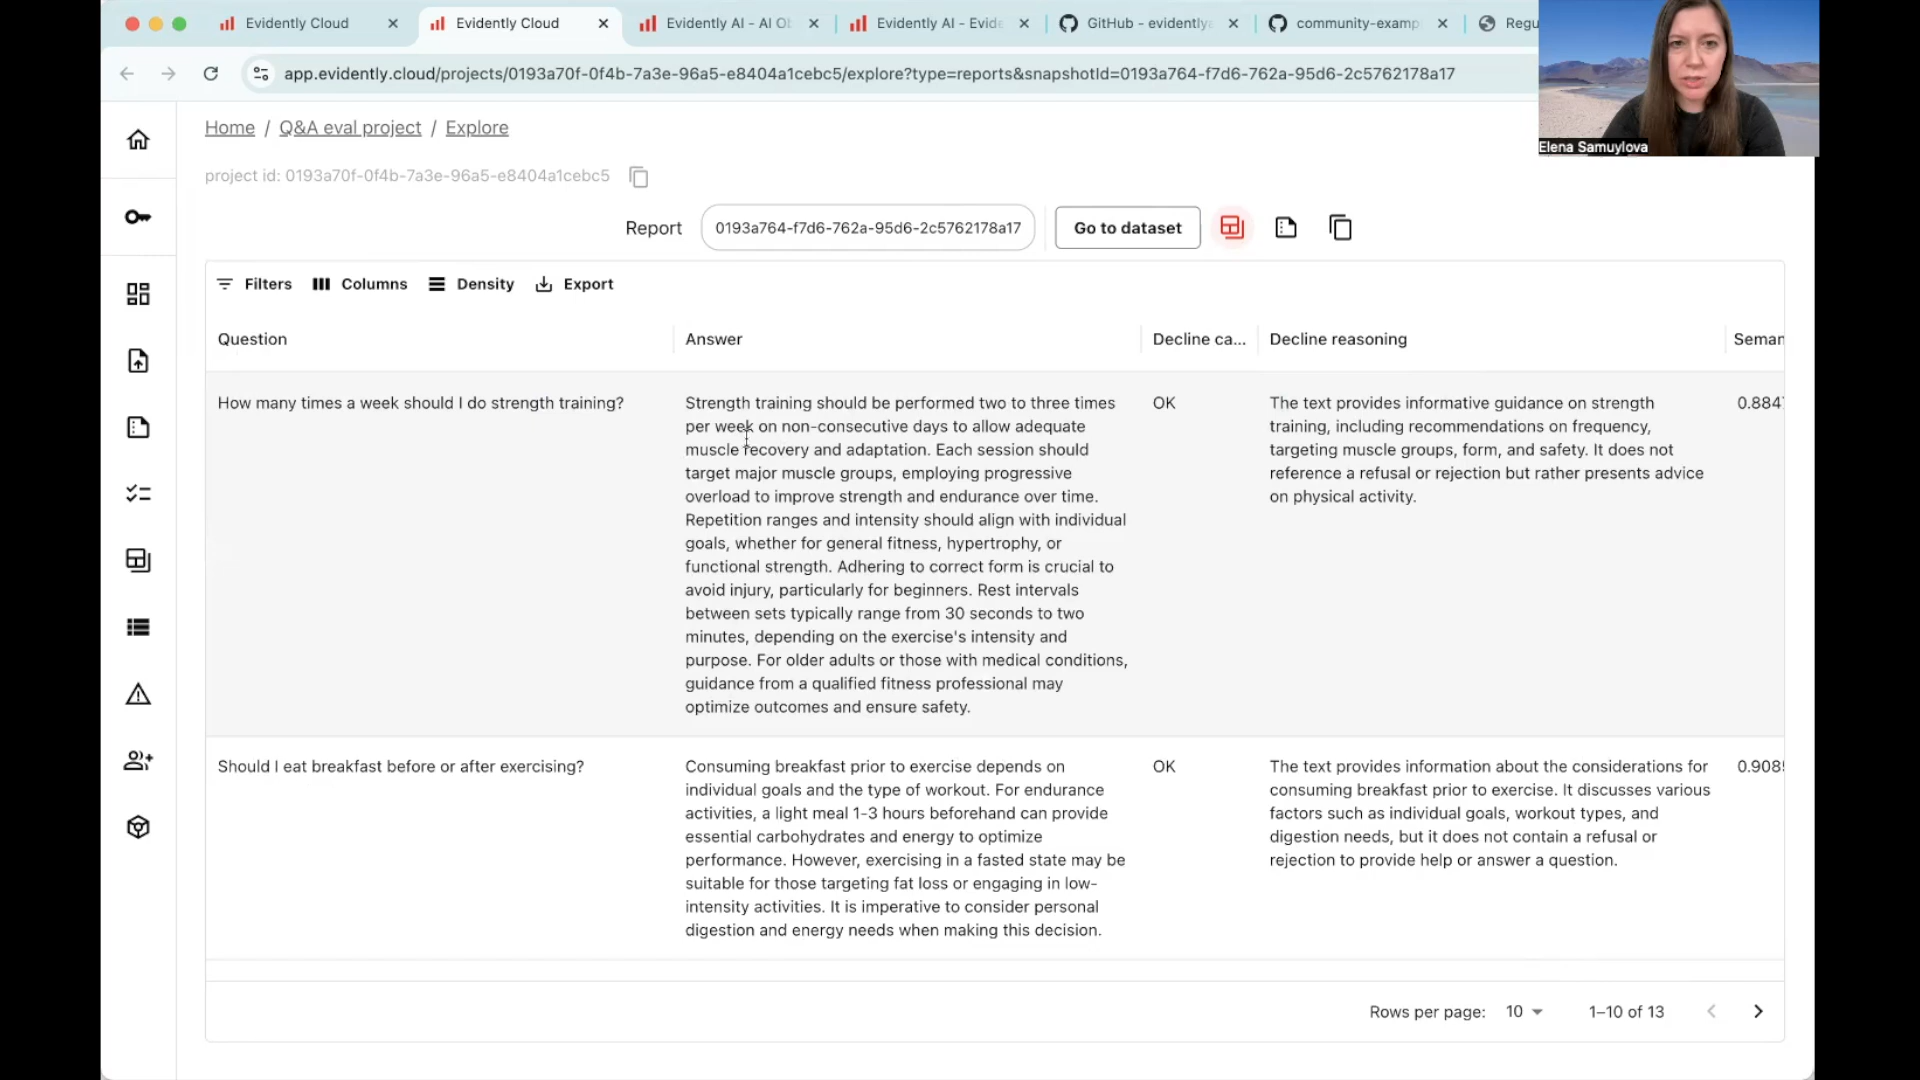 Evidently Cloud
Evidently Cloud
Evidently AI - AI Ob
Evidently AI - Evide
GitHub - evidentlya
community-examp
Regu
app.evidently.cloud/projects/0193a70f-0f4b-7a3e-96a5-e8404a1cebc5/explore?type=reports&snapshotId=0193a764-f7d6-762a-95d6-2c5762178a17
Elena Samuylova
Home / Q&A eval project / Explore
project id: 0193a70f-0f4b-7a3e-96a5-e8404a1cebc5
Report 0193a764-f7d6-762a-95d6-2c5762178a17 Go to dataset
Filters Columns Density Export
Question Answer Decline ca... Decline reasoning Seman
How many times a week should I do strength training?
Strength training should be performed two to three times
per week on non-consecutive days to allow adequate
muscle recovery and adaptation. Each session should
target major muscle groups, employing progressive
overload to improve strength and endurance over time.
Repetition ranges and intensity should align with individual
goals, whether for general fitness, hypertrophy, or
functional strength. Adhering to correct form is crucial to
avoid injury, particularly for beginners. Rest intervals
between sets typically range from 30 seconds to two
minutes, depending on the exercise's intensity and
purpose. For older adults or those with medical conditions,
guidance from a qualified fitness professional may
optimize outcomes and ensure safety.
OK
The text provides informative guidance on strength
training, including recommendations on frequency,
targeting muscle groups, form, and safety. It does not
reference a refusal or rejection but rather presents advice
on physical activity.
0.8847
Should I eat breakfast before or after exercising?
Consuming breakfast prior to exercise depends on
individual goals and the type of workout. For endurance
activities, a light meal 1-3 hours beforehand can provide
essential carbohydrates and energy to optimize
performance. However, exercising in a fasted state may be
suitable for those targeting fat loss or engaging in low-
intensity activities. It is imperative to consider personal
digestion and energy needs when making this decision.
OK
The text provides information about the considerations for
consuming breakfast prior to exercise. It discusses various
factors such as individual goals, workout types, and
digestion needs, but it does not contain a refusal or
rejection to provide help or answer a question.
0.908
Rows per page: 10 1–10 of 13